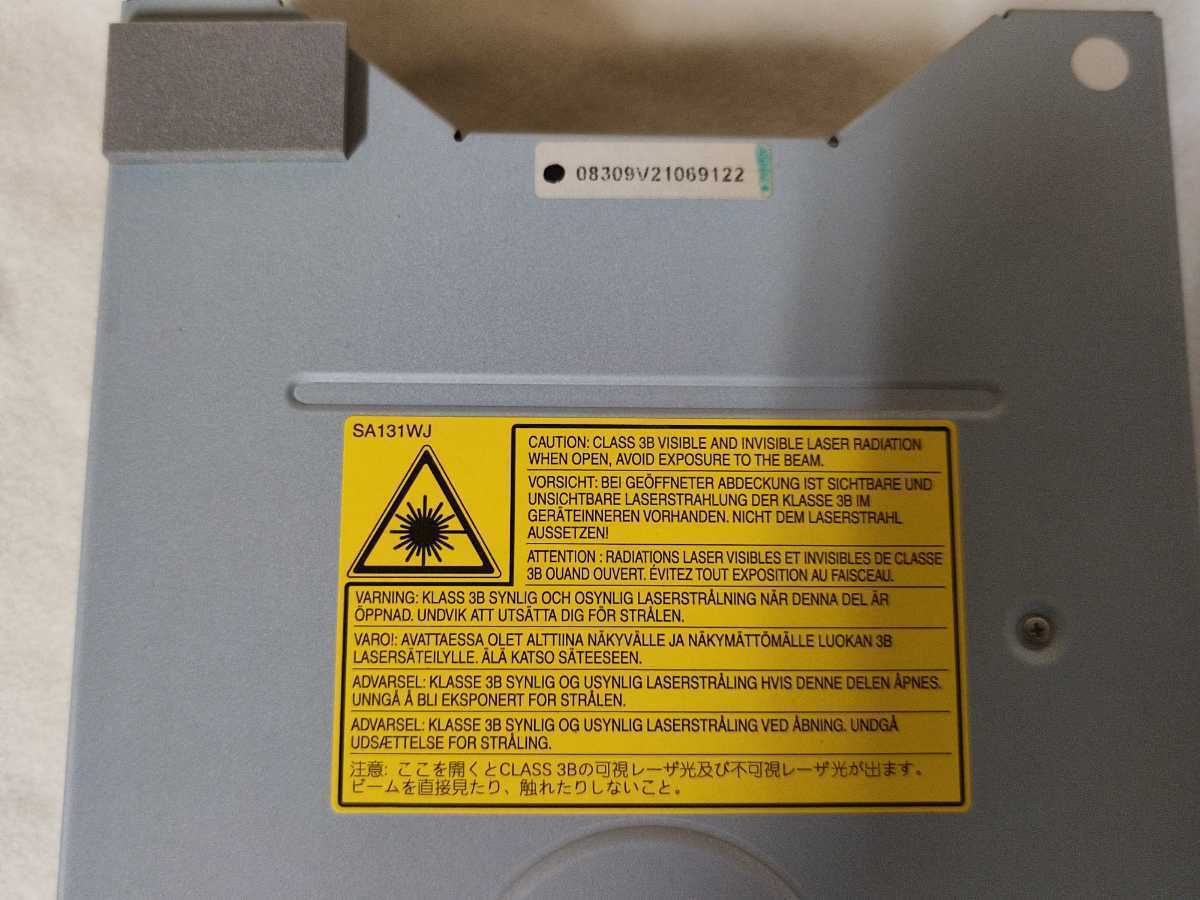 08309V21069122
SA131WJ
CAUTION: CLASS 3B VISIBLE AND INVISIBLE LASER RADIATION
WHEN OPEN, AVOID EXPOSURE TO THE BEAM.
VORSICHT: BEI GEÖFFNETER ABDECKUNG IST SICHTBARE UND
UNSICHTBARE LASERSTRAHLUNG DER KLASSE 3B IM
GERÄTEINNEREN VORHANDEN. NICHT DEM LASERSTRAHL
AUSSETZEN!
ATTENTION : RADIATIONS LASER VISIBLES ET INVISIBLES DE CLASSE
3B OUAND OUVERT. ÉVITEZ TOUT EXPOSITION AU FAISCEAU.
VARNING: KLASS 3B SYNLIG OCH OSYNLIG LASERSTRÅLNING NÄR DENNA DEL ÄR
ÖPPNAD. UNDVIK ATT UTSÄTTA DIG FÖR STRÅLEN.
VARO!: AVATTAESSA OLET ALTTIINA NÄKYVÄLLE JA NÄKYMÄTTÖMÄLLE LUOKAN 3B
LASERSÄTEILYLLE. ÄLÄ KATSO SÄTEESEEN.
ADVARSEL: KLASSE 3B SYNLIG OG USYNLIG LASERSTRÅLING HVIS DENNE DELEN ÅPNES.
UNNGÅ Å BLI EKSPONERT FOR STRÅLEN.
ADVARSEL: KLASSE 3B SYNLIG OG USYNLIG LASERSTRÅLING VED ÅBNING. UNDGÅ
UDSÆTTELSE FOR STRÅLING.
注意: ここを開くとCLASS 3Bの可視レーザ光及び不可視レーザ光が出ます。
ビームを直接見たり、触れたりしないこと。